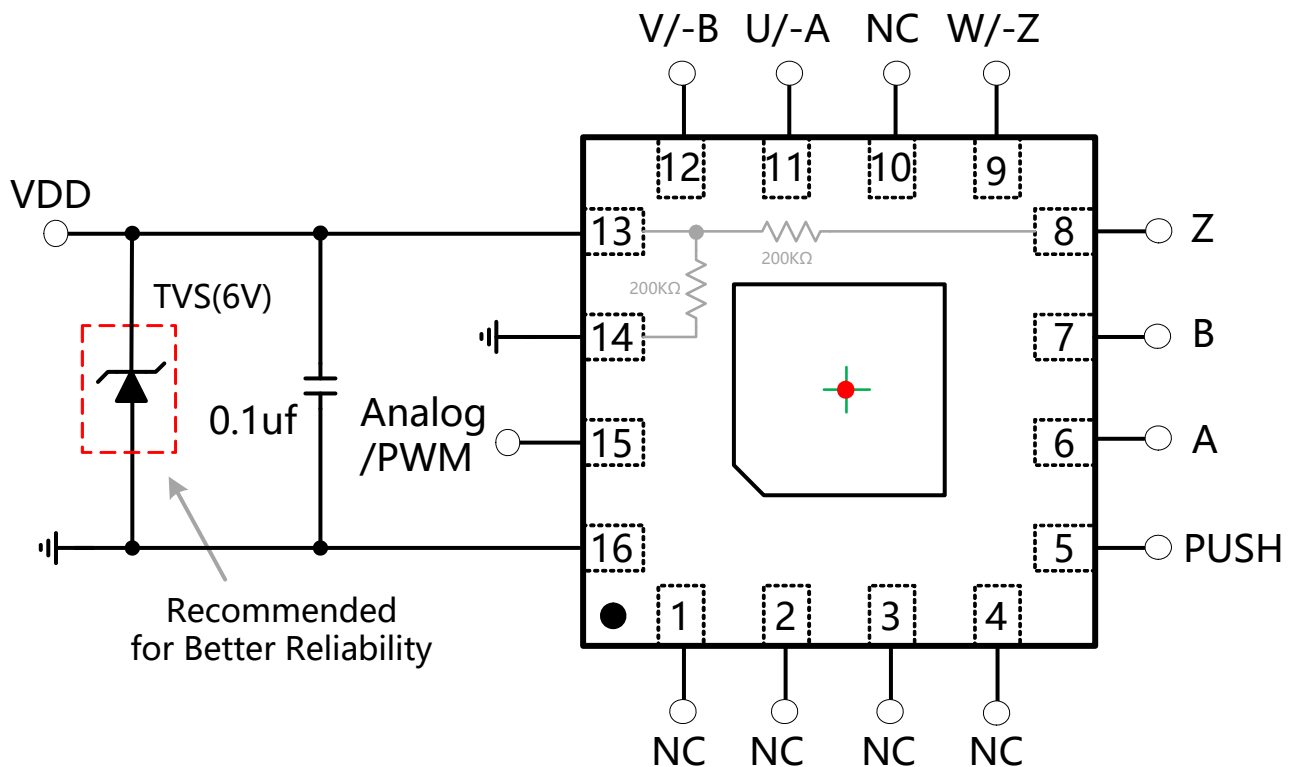 V/-B U/-A NC W/-Z
12 11 10 9
VDD
13 8 Z
200KΩ
TVS(6V)
200KΩ
14 7 B
0.1uf
Analog
/PWM
15 6 A
16 5 PUSH
Recommended
for Better Reliability
1 2 3 4
NC NC NC NC